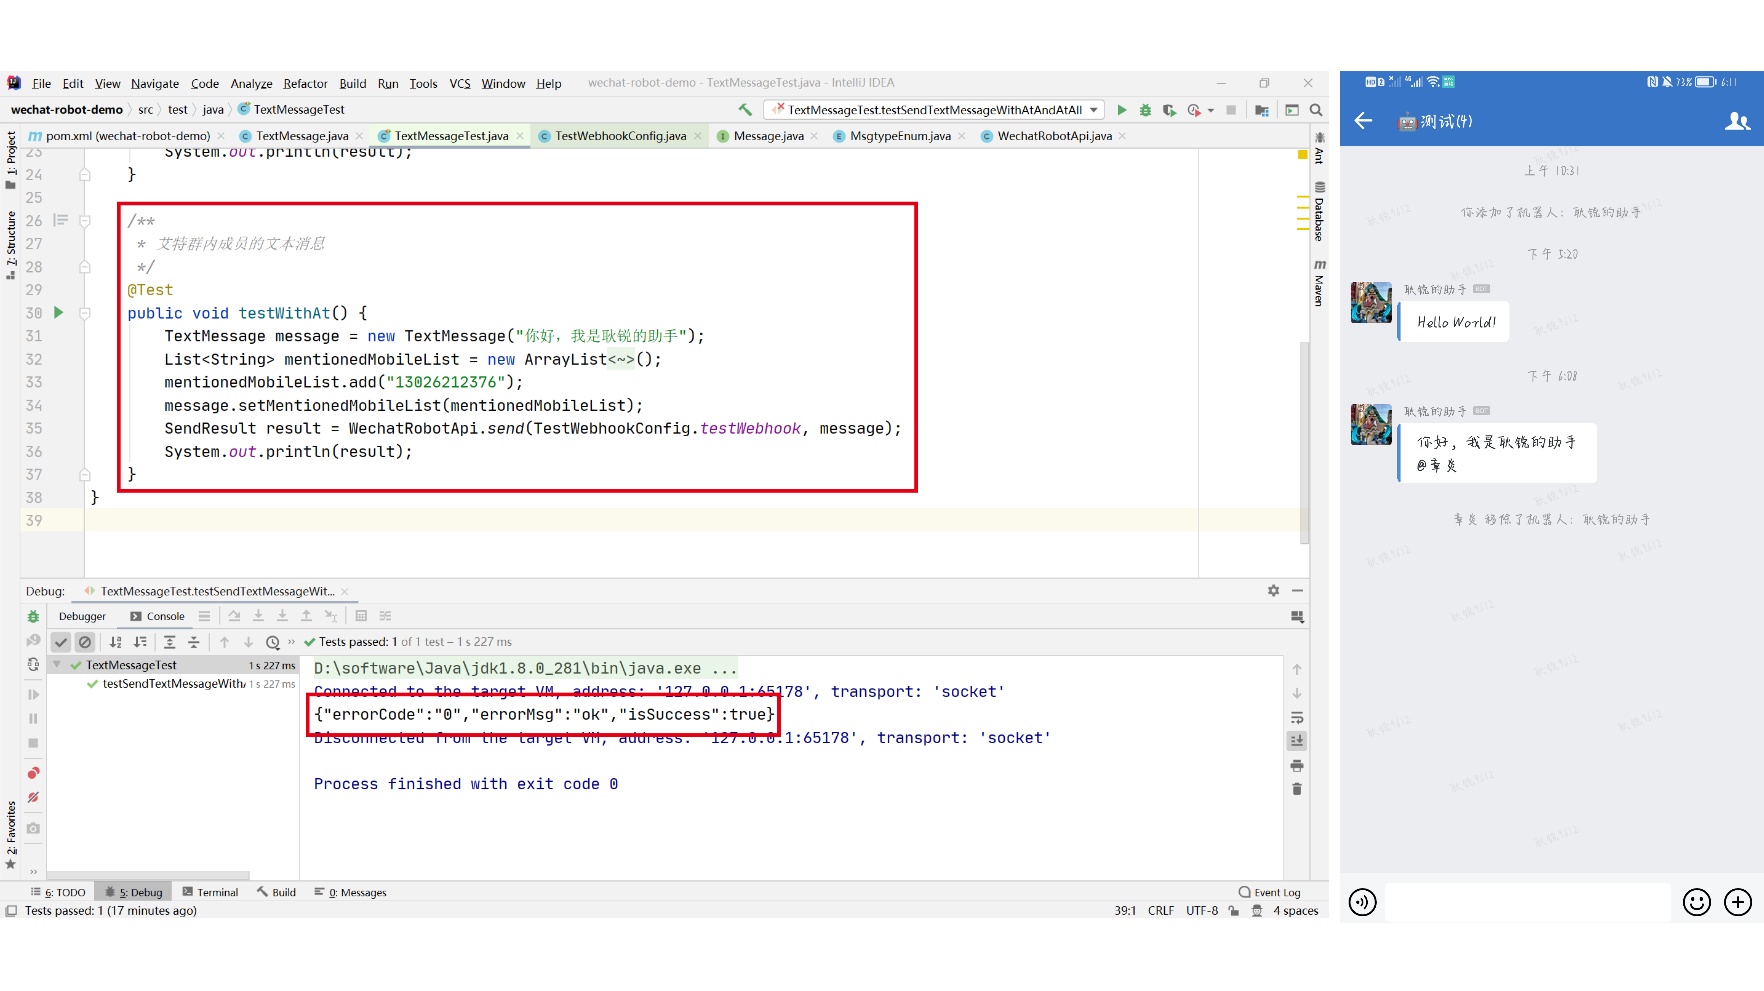 File Edit View Navigate Code Analyze Refactor Build Run Tools VCS Window Help wechat-robot-demo - TextMessageTest.java - IntelliJ IDEA
wechat-robot-demo src test java TextMessageTest TextMessageTest.testSendTextMessageWithAtAndAtAll
pom.xml (wechat-robot-demo) TextMessage.java TextMessageTest.java TestWebhookConfig.java Message.java MsgtypeEnum.java WechatRobotApi.java
1: Project
7: Structure
2: Favorites
23 System.out.println(result);
24 }
25
26 /**
27 * 艾特群内成员的文本消息
28 */
29 @Test
30 public void testWithAt() {
31 TextMessage message = new TextMessage("你好，我是耿锐的助手");
32 List<String> mentionedMobileList = new ArrayList<~>();
33 mentionedMobileList.add("13026212376");
34 message.setMentionedMobileList(mentionedMobileList);
35 SendResult result = WechatRobotApi.send(TestWebhookConfig.testWebhook, message);
36 System.out.println(result);
37 }
38 }
39
Ant
Database
Maven
Debug: TextMessageTest.testSendTextMessageWit...
Debugger Console
Tests passed: 1 of 1 test – 1 s 227 ms
TextMessageTest 1 s 227 ms
testSendTextMessageWithA 1 s 227 ms
D:\software\Java\jdk1.8.0_281\bin\java.exe ...
Connected to the target VM, address: '127.0.0.1:65178', transport: 'socket'
{"errorCode":"0","errorMsg":"ok","isSuccess":true}
Disconnected from the target VM, address: '127.0.0.1:65178', transport: 'socket'
Process finished with exit code 0
6: TODO 5: Debug Terminal Build 0: Messages Event Log
Tests passed: 1 (17 minutes ago) 39:1 CRLF UTF-8 4 spaces
73% 6:11
测试(4)
上午 10:31
你添加了机器人：耿锐的助手
下午 5:20
耿锐的助手 BOT
Hello World!
下午 6:08
耿锐的助手 BOT
你好，我是耿锐的助手
@章炎
章炎 移除了机器人：耿锐的助手